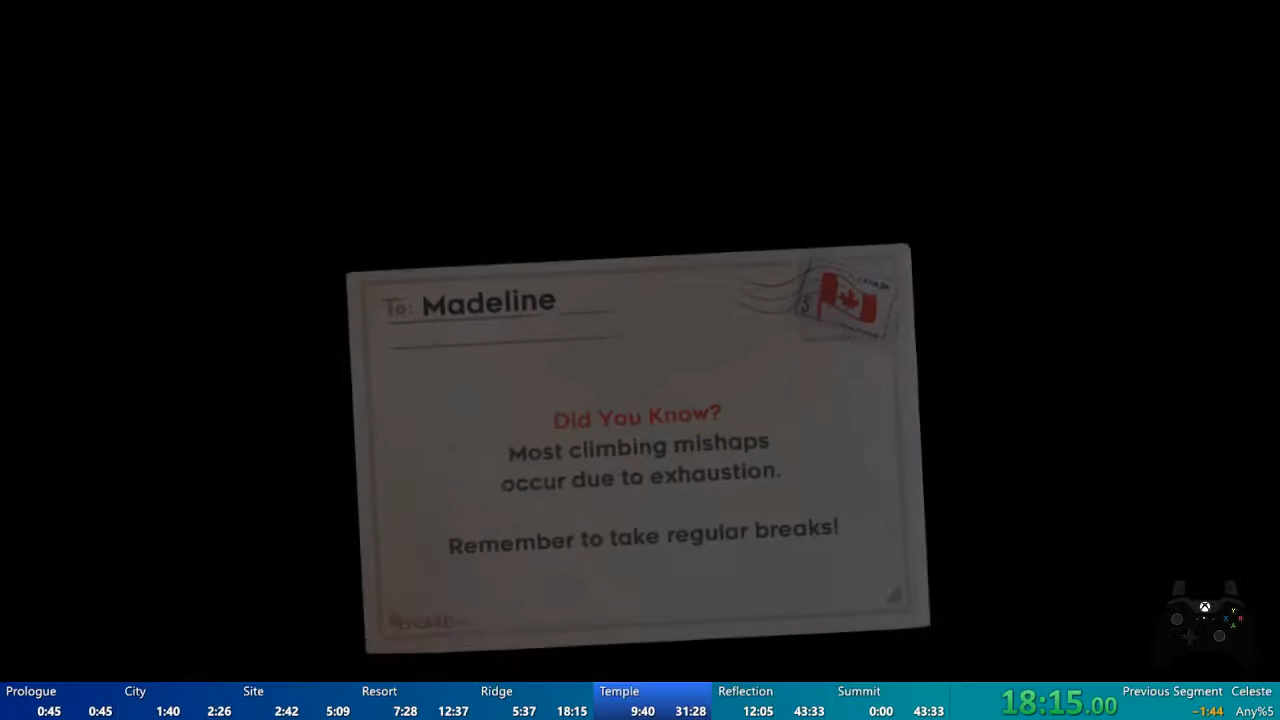 To: Madeline
CANADA
5
Did You Know?
Most climbing mishaps
occur due to exhaustion.
Remember to take regular breaks!
Prologue City Site Resort Ridge Temple Reflection Summit 18:15.00 Previous Segment Celeste
0:45 0:45 1:40 2:26 2:42 5:09 7:28 12:37 5:37 18:15 9:40 31:28 12:05 43:33 0:00 43:33 -1:44 Any%5